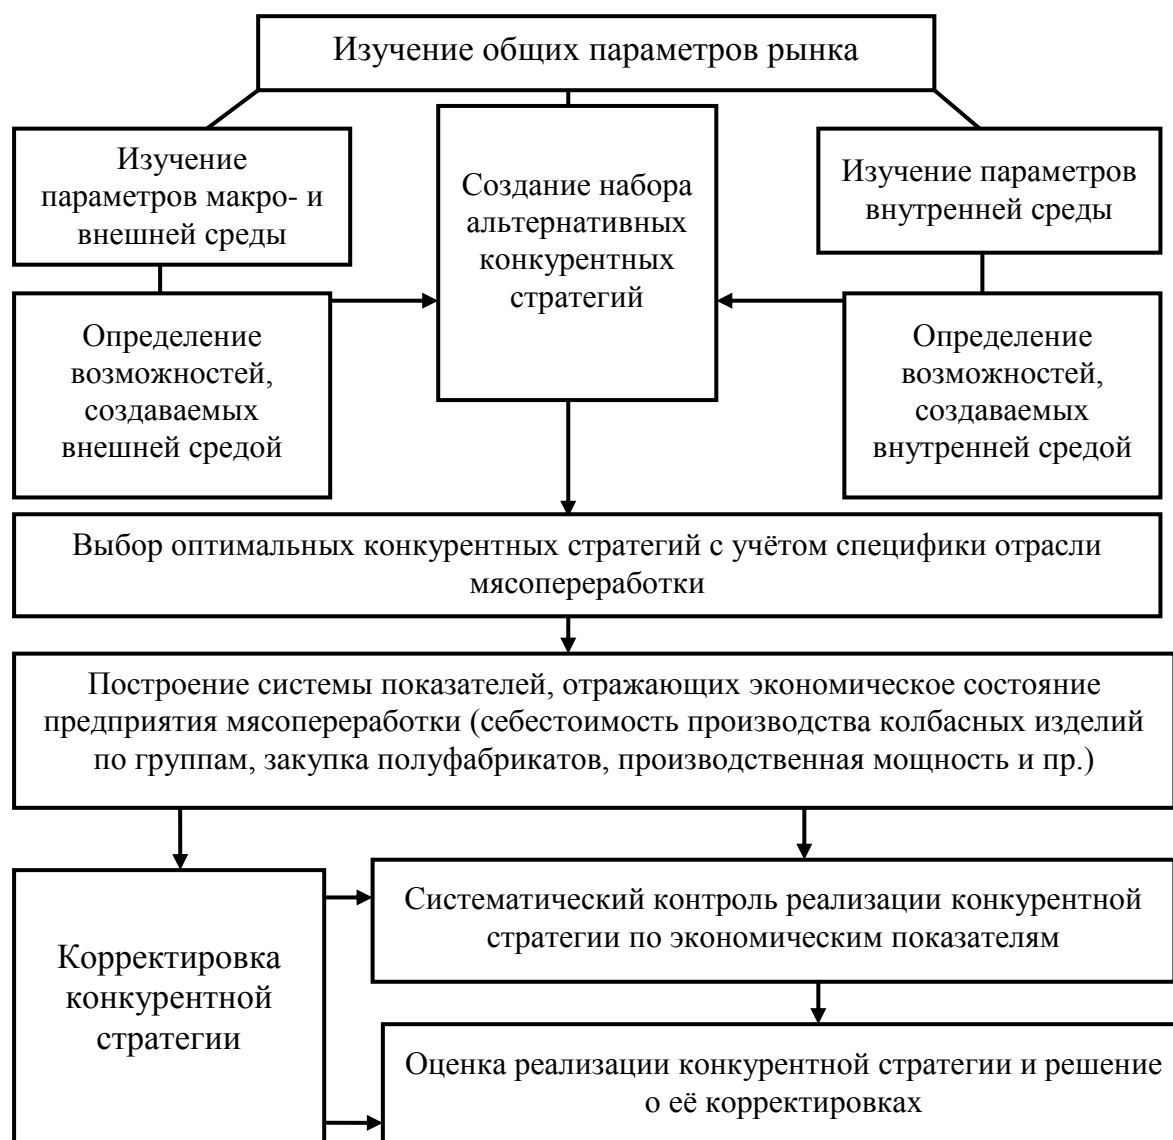 Изучение общих параметров рынка
Изучение
параметров макро- и
внешней среды
Создание набора
альтернативных
конкурентных
стратегий
Изучение параметров
внутренней среды
Определение
возможностей,
создаваемых
внешней средой
Определение
возможностей,
создаваемых
внутренней средой
Выбор оптимальных конкурентных стратегий с учётом специфики отрасли
мясопереработки
Построение системы показателей, отражающих экономическое состояние
предприятия мясопереработки (себестоимость производства колбасных изделий
по группам, закупка полуфабрикатов, производственная мощность и пр.)
Корректировка
конкурентной
стратегии
Систематический контроль реализации конкурентной
стратегии по экономическим показателям
Оценка реализации конкурентной стратегии и решение
о её корректировках